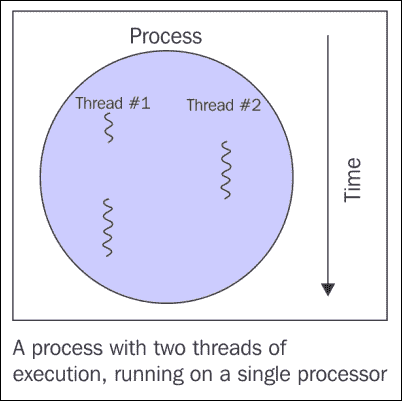 Process
Thread #1
Thread #2
Time
A process with two threads of
execution, running on a single processor